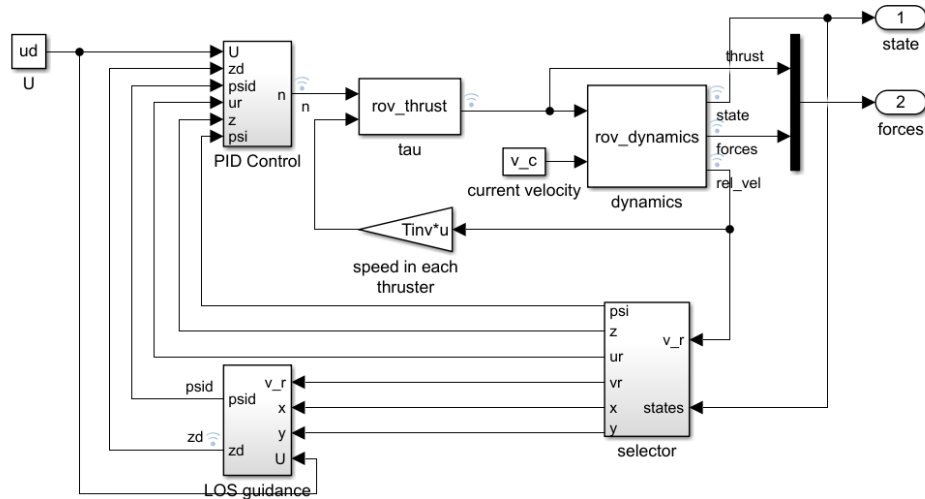 ud
U
U
zd
psid
ur
z
psi
n
PID Control
n
rov_thrust
tau
thrust
v_c
current velocity
rov_dynamics
dynamics
state
forces
rel_vel
1
state
2
forces
Tinv*u
speed in each
thruster
psi
z
ur
vr
x
y
v_r
states
selector
psid
zd
psid
zd
v_r
x
y
U
LOS guidance